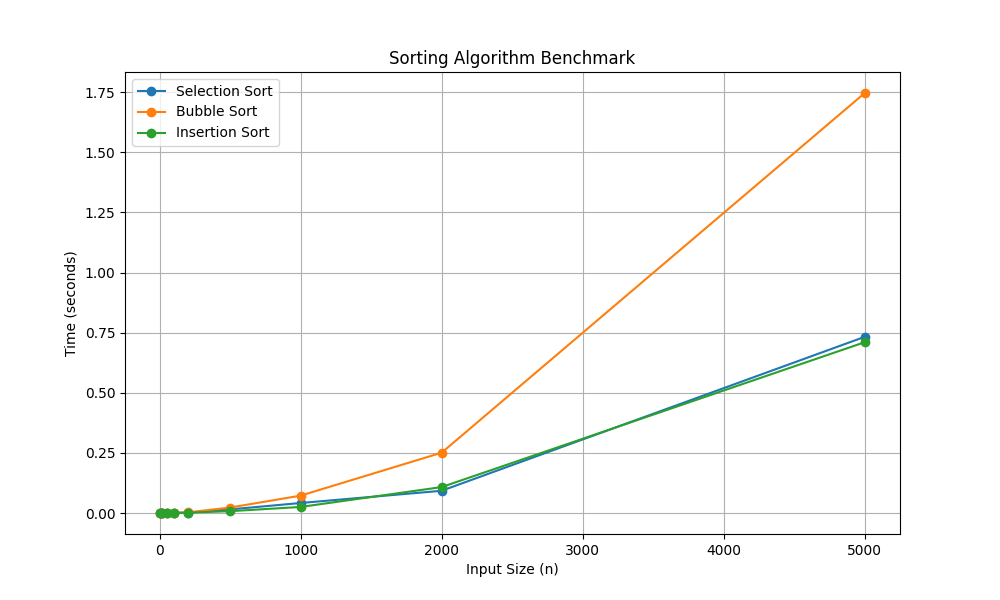 Sorting Algorithm Benchmark
Selection Sort
Bubble Sort
Insertion Sort
Time (seconds)
1.75
1.50
1.25
1.00
0.75
0.50
0.25
0.00
0 1000 2000 3000 4000 5000
Input Size (n)